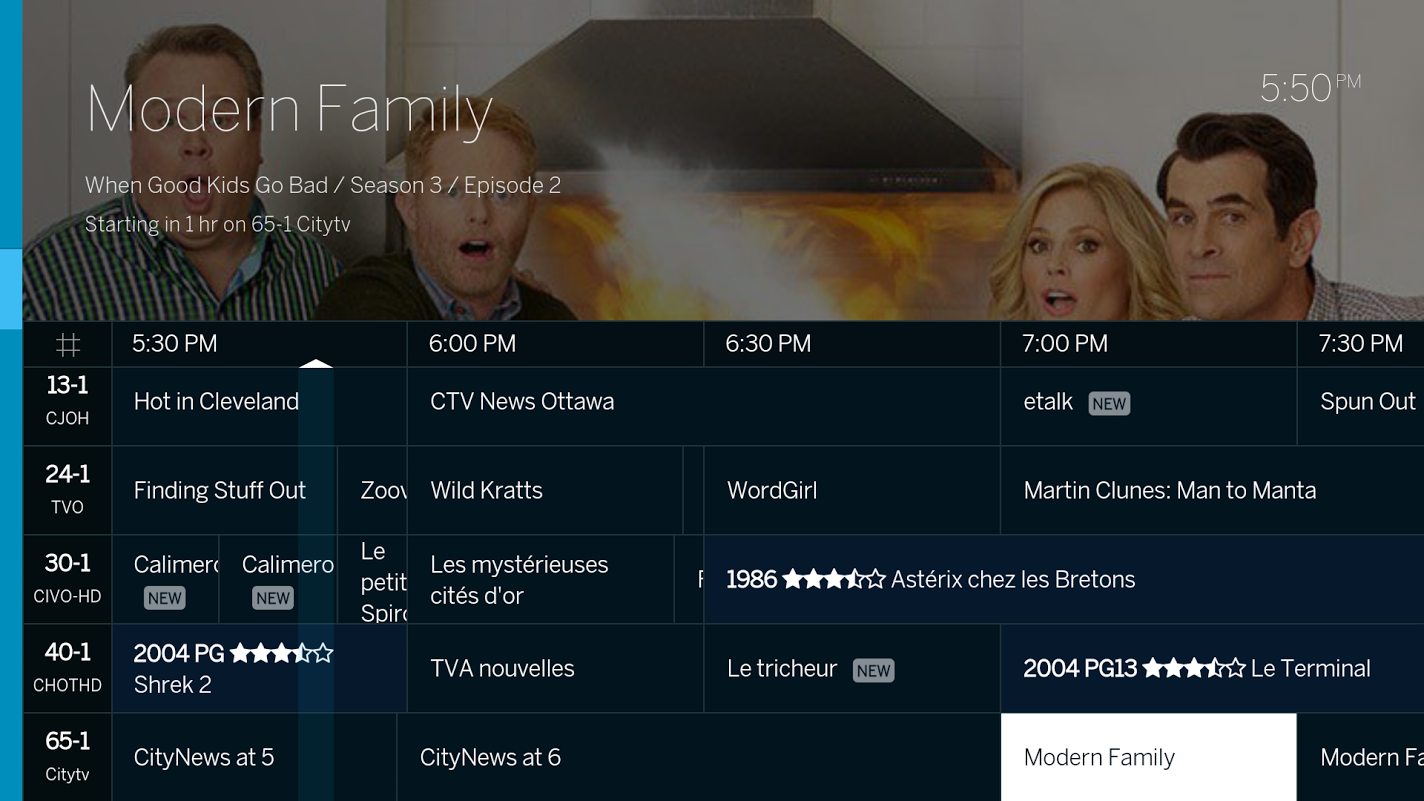 Modern Family
5:50 PM
When Good Kids Go Bad / Season 3 / Episode 2
Starting in 1 hr on 65-1 Citytv
# 5:30 PM 6:00 PM 6:30 PM 7:00 PM 7:30 PM
13-1
CJOH
Hot in Cleveland
CTV News Ottawa
etalk NEW
Spun Out
24-1
TVO
Finding Stuff Out
Wild Kratts
WordGirl
Martin Clunes: Man to Manta
30-1
CIVO-HD
Calimero
NEW
Calimero
NEW
Le
petit
Les mystérieuses
cités d'or
1986 ★★★⯪☆ Astérix chez les Bretons
40-1
CHOTHD
2004 PG ★★★⯪☆
Shrek 2
TVA nouvelles
Le tricheur NEW
2004 PG13 ★★★⯪☆ Le Terminal
65-1
Citytv
CityNews at 5
CityNews at 6
Modern Family
Modern Fa